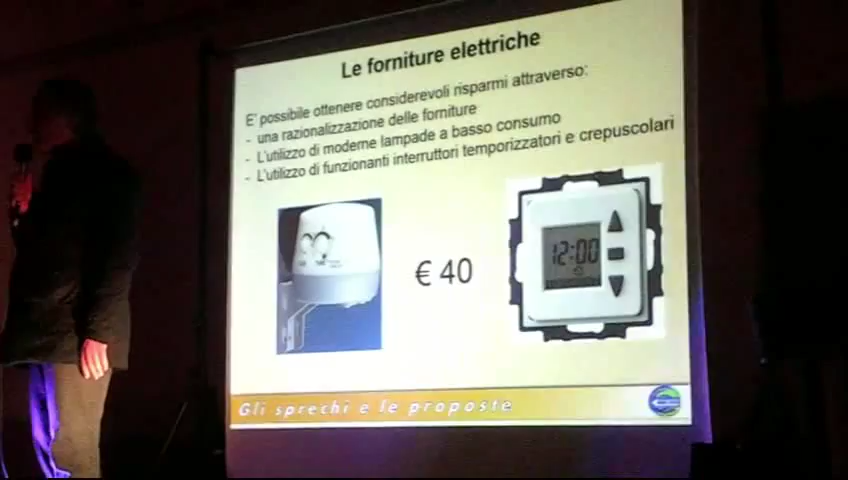 Le forniture elettriche
E' possibile ottenere considerevoli risparmi attraverso:
- una razionalizzazione delle forniture
- L'utilizzo di moderne lampade a basso consumo
- L'utilizzo di funzionanti interruttori temporizzatori e crepuscolari
€ 40
12:00
Gli sprechi e le proposte